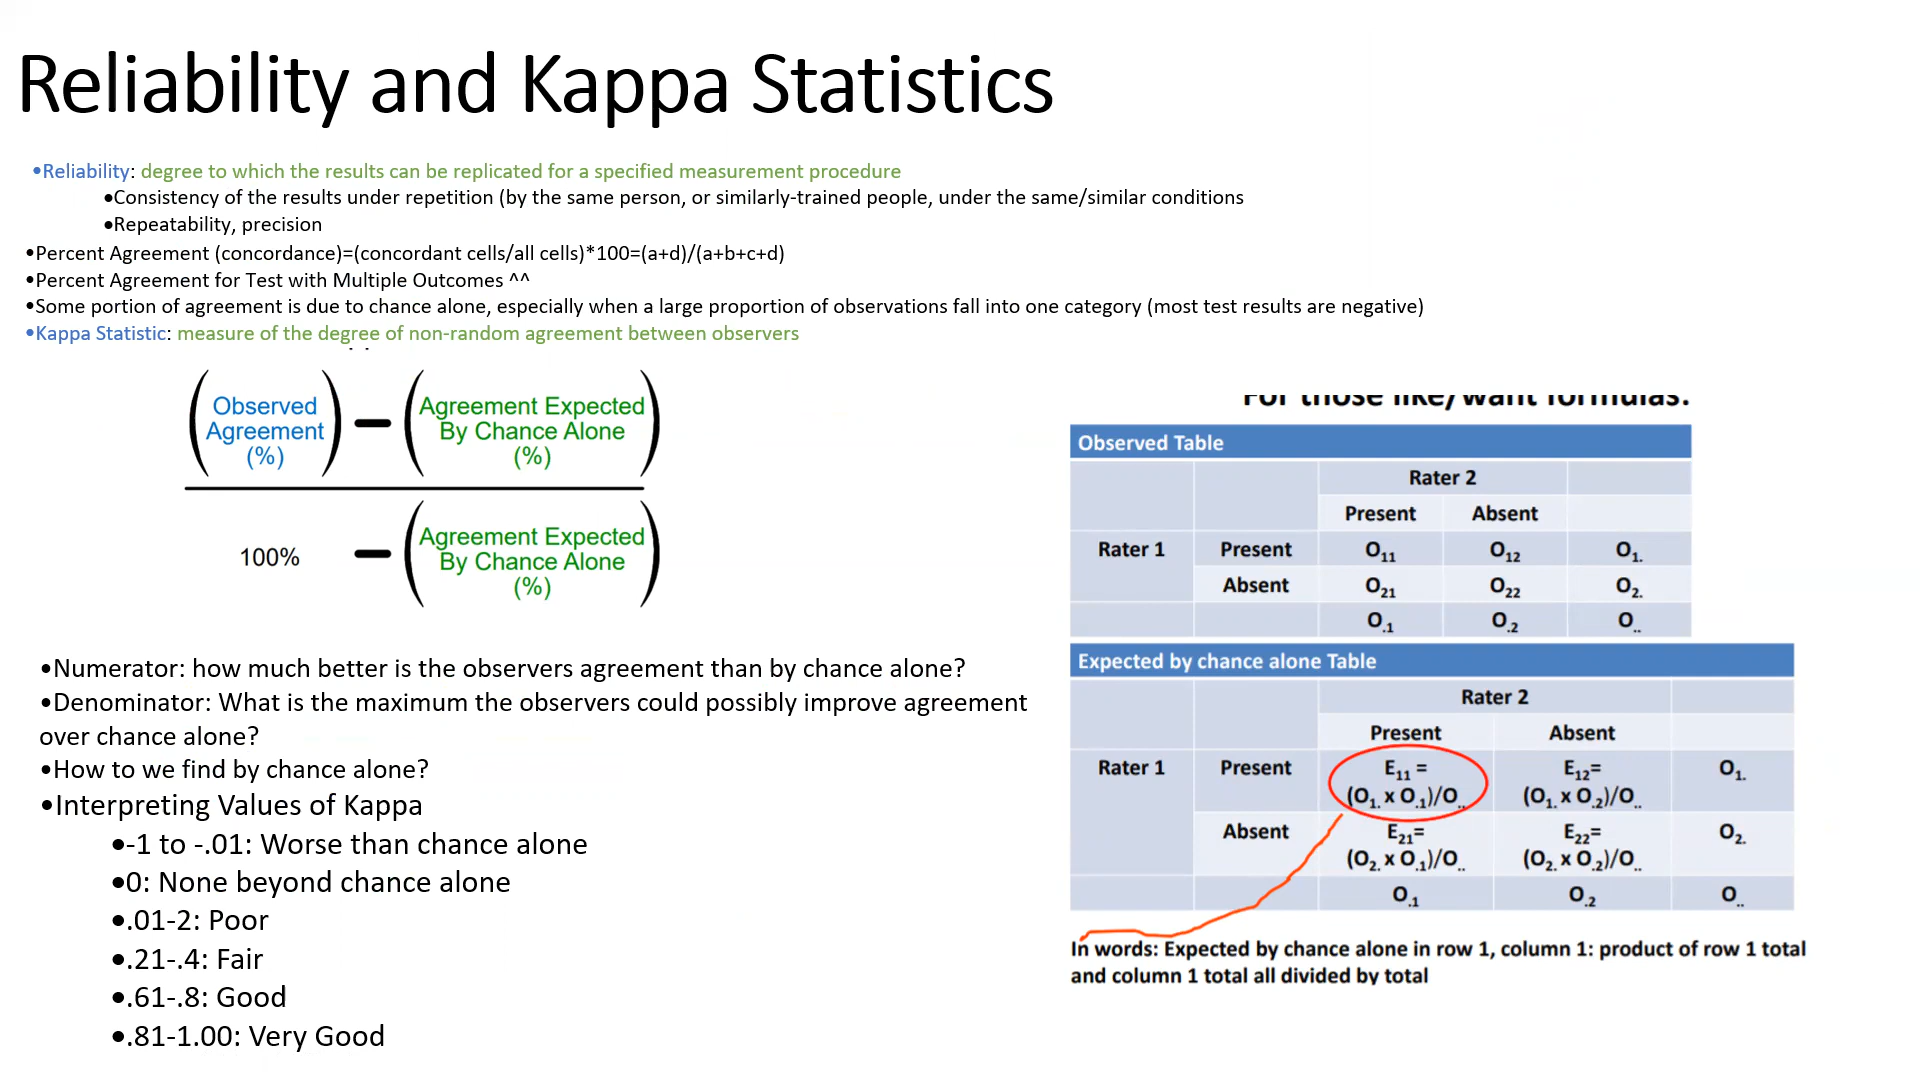 Reliability and Kappa Statistics
•Reliability: degree to which the results can be replicated for a specified measurement procedure
•Consistency of the results under repetition (by the same person, or similarly-trained people, under the same/similar conditions
•Repeatability, precision
•Percent Agreement (concordance)=(concordant cells/all cells)*100=(a+d)/(a+b+c+d)
•Percent Agreement for Test with Multiple Outcomes ^^
•Some portion of agreement is due to chance alone, especially when a large proportion of observations fall into one category (most test results are negative)
•Kappa Statistic: measure of the degree of non-random agreement between observers
(Observed Agreement (%)) − (Agreement Expected By Chance Alone (%))
100% − (Agreement Expected By Chance Alone (%))
•Numerator: how much better is the observers agreement than by chance alone?
•Denominator: What is the maximum the observers could possibly improve agreement
over chance alone?
•How to we find by chance alone?
•Interpreting Values of Kappa
•-1 to -.01: Worse than chance alone
•0: None beyond chance alone
•.01-2: Poor
•.21-.4: Fair
•.61-.8: Good
•.81-1.00: Very Good
For those like/want formulas:
Observed Table
Rater 2
Present Absent
Rater 1 Present O11 O12 O1.
Absent O21 O22 O2.
O.1 O.2 O..
Expected by chance alone Table
Rater 2
Present Absent
Rater 1 Present E11 = (O1. x O.1)/O.. E12= (O1. x O.2)/O.. O1.
Absent E21= (O2. x O.1)/O.. E22= (O2. x O.2)/O.. O2.
O.1 O.2 O..
In words: Expected by chance alone in row 1, column 1: product of row 1 total
and column 1 total all divided by total